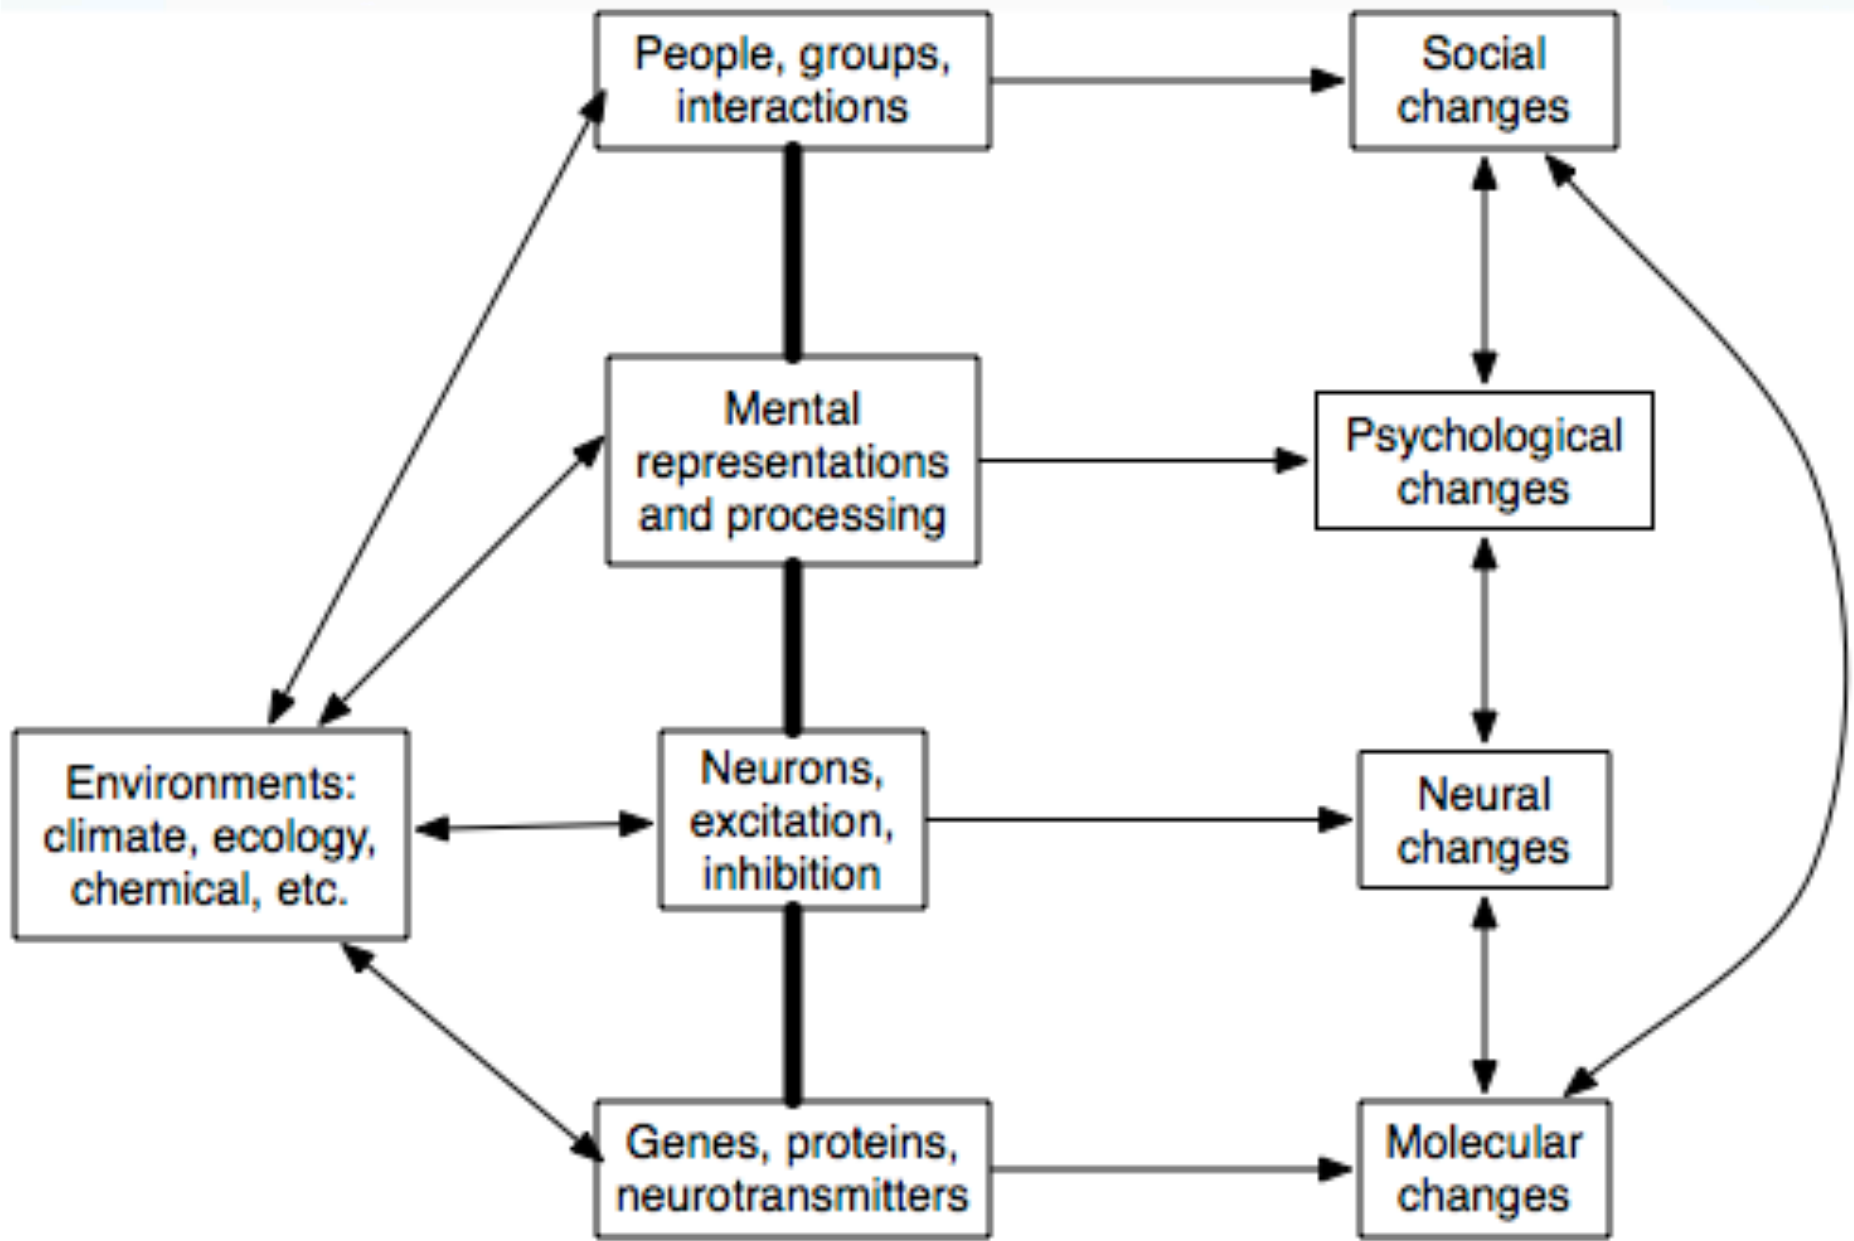 People, groups,
interactions
Social
changes
Mental
representations
and processing
Psychological
changes
Environments:
climate, ecology,
chemical, etc.
Neurons,
excitation,
inhibition
Neural
changes
Genes, proteins,
neurotransmitters
Molecular
changes